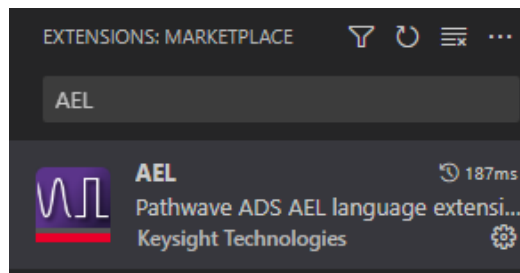 EXTENSIONS: MARKETPLACE
AEL
AEL 187ms
Pathwave ADS AEL language extensi...
Keysight Technologies